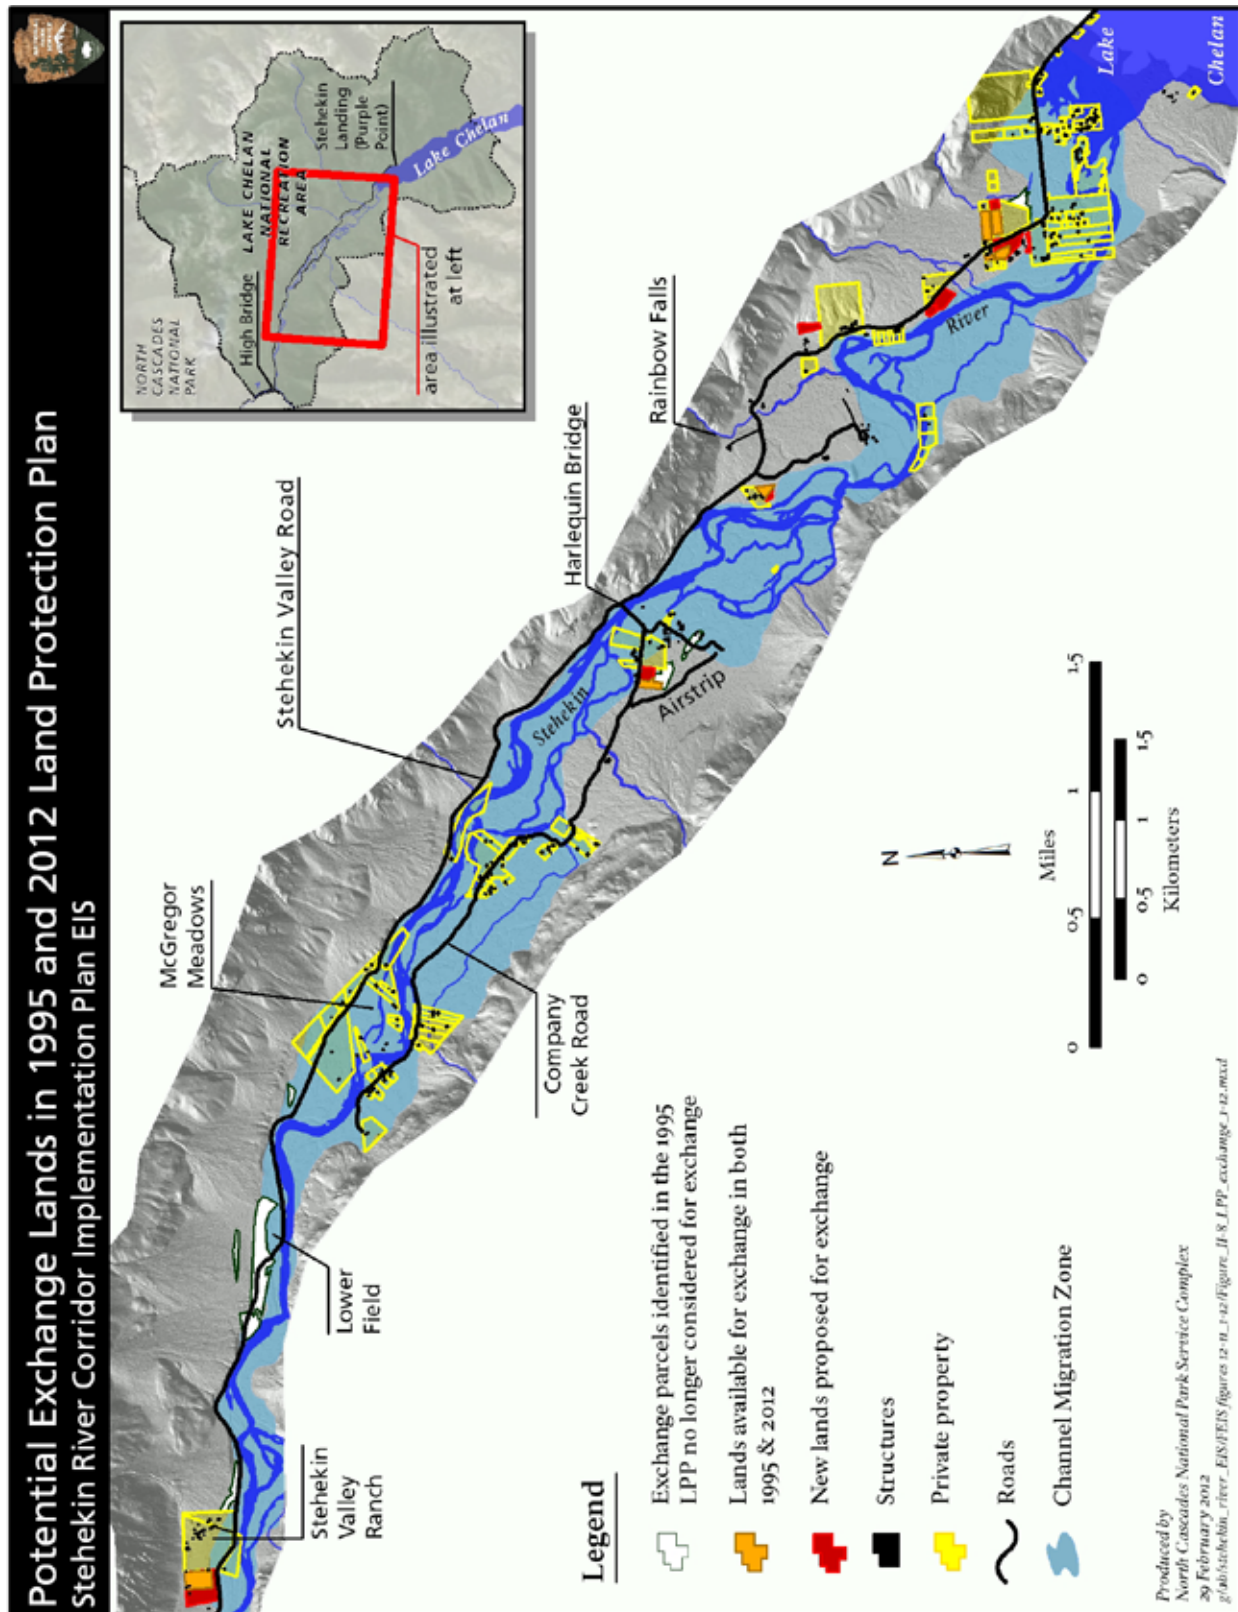 Potential Exchange Lands in 1995 and 2012 Land Protection Plan
Stehekin River Corridor Implementation Plan EIS
NORTH
CASCADES
NATIONAL
PARK
High Bridge
LAKE CHELAN
NATIONAL
RECREATION
AREA
Stehekin
Landing
(Purple
Point)
Lake Chelan
area illustrated
at left
Stehekin
Valley
Ranch
Lower
Field
McGregor
Meadows
Company
Creek Road
Stehekin Valley Road
Stehekin
Airstrip
Harlequin Bridge
Rainbow Falls
River
Lake
Chelan
N
Miles
0 0.5 1 1.5
0 0.5 1 1.5
Kilometers
Legend
Exchange parcels identified in the 1995
LPP no longer considered for exchange
Lands available for exchange in both
1995 & 2012
New lands proposed for exchange
Structures
Private property
Roads
Channel Migration Zone
Produced by
North Cascades National Park Service Complex
29 February 2012